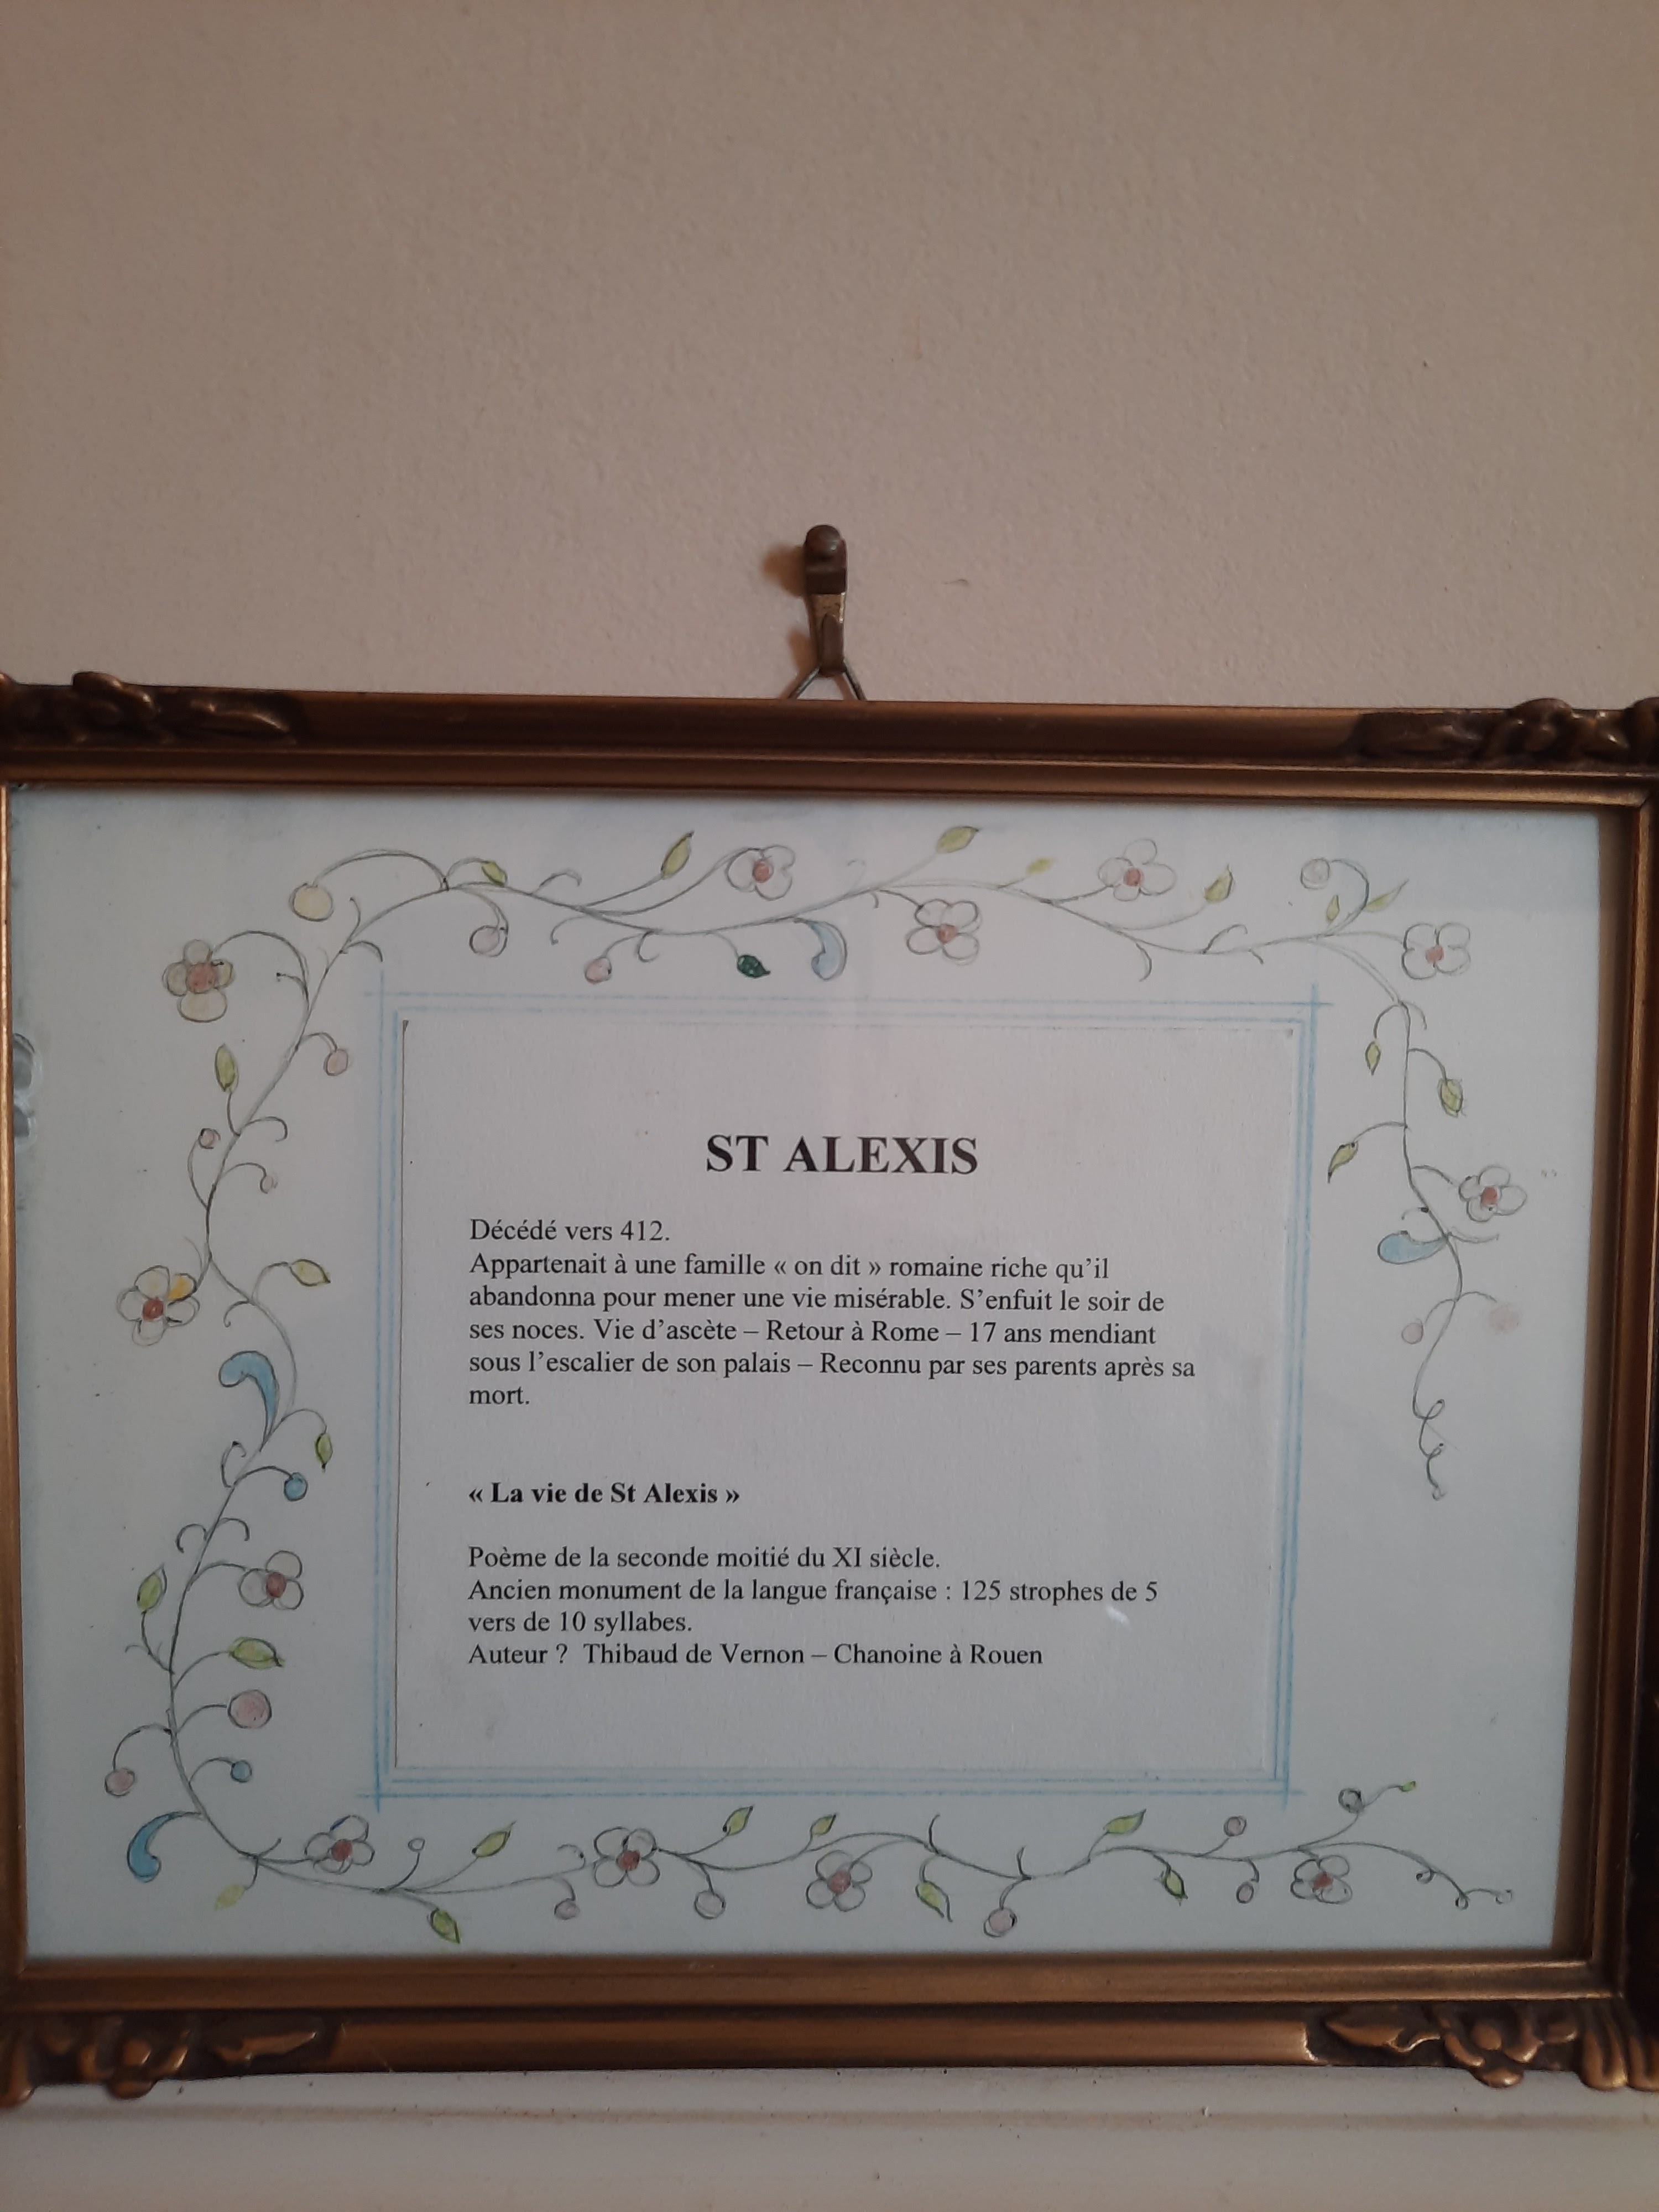 ST ALEXIS
Décédé vers 412.
Appartenait à une famille « on dit » romaine riche qu’il
abandonna pour mener une vie misérable. S’enfuit le soir de
ses noces. Vie d’ascète – Retour à Rome – 17 ans mendiant
sous l’escalier de son palais – Reconnu par ses parents après sa
mort.
« La vie de St Alexis »
Poème de la seconde moitié du XI siècle.
Ancien monument de la langue française : 125 strophes de 5
vers de 10 syllabes.
Auteur ?  Thibaud de Vernon – Chanoine à Rouen